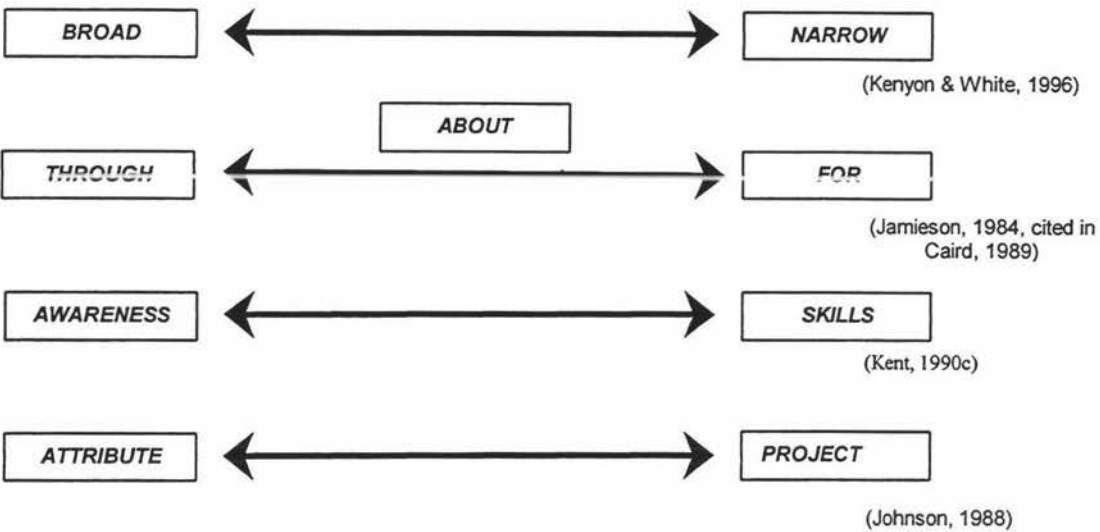 BROAD
NARROW
(Kenyon & White, 1996)
ABOUT
THROUGH
FOR
(Jamieson, 1984, cited in
Caird, 1989)
AWARENESS
SKILLS
(Kent, 1990c)
ATTRIBUTE
PROJECT
(Johnson, 1988)